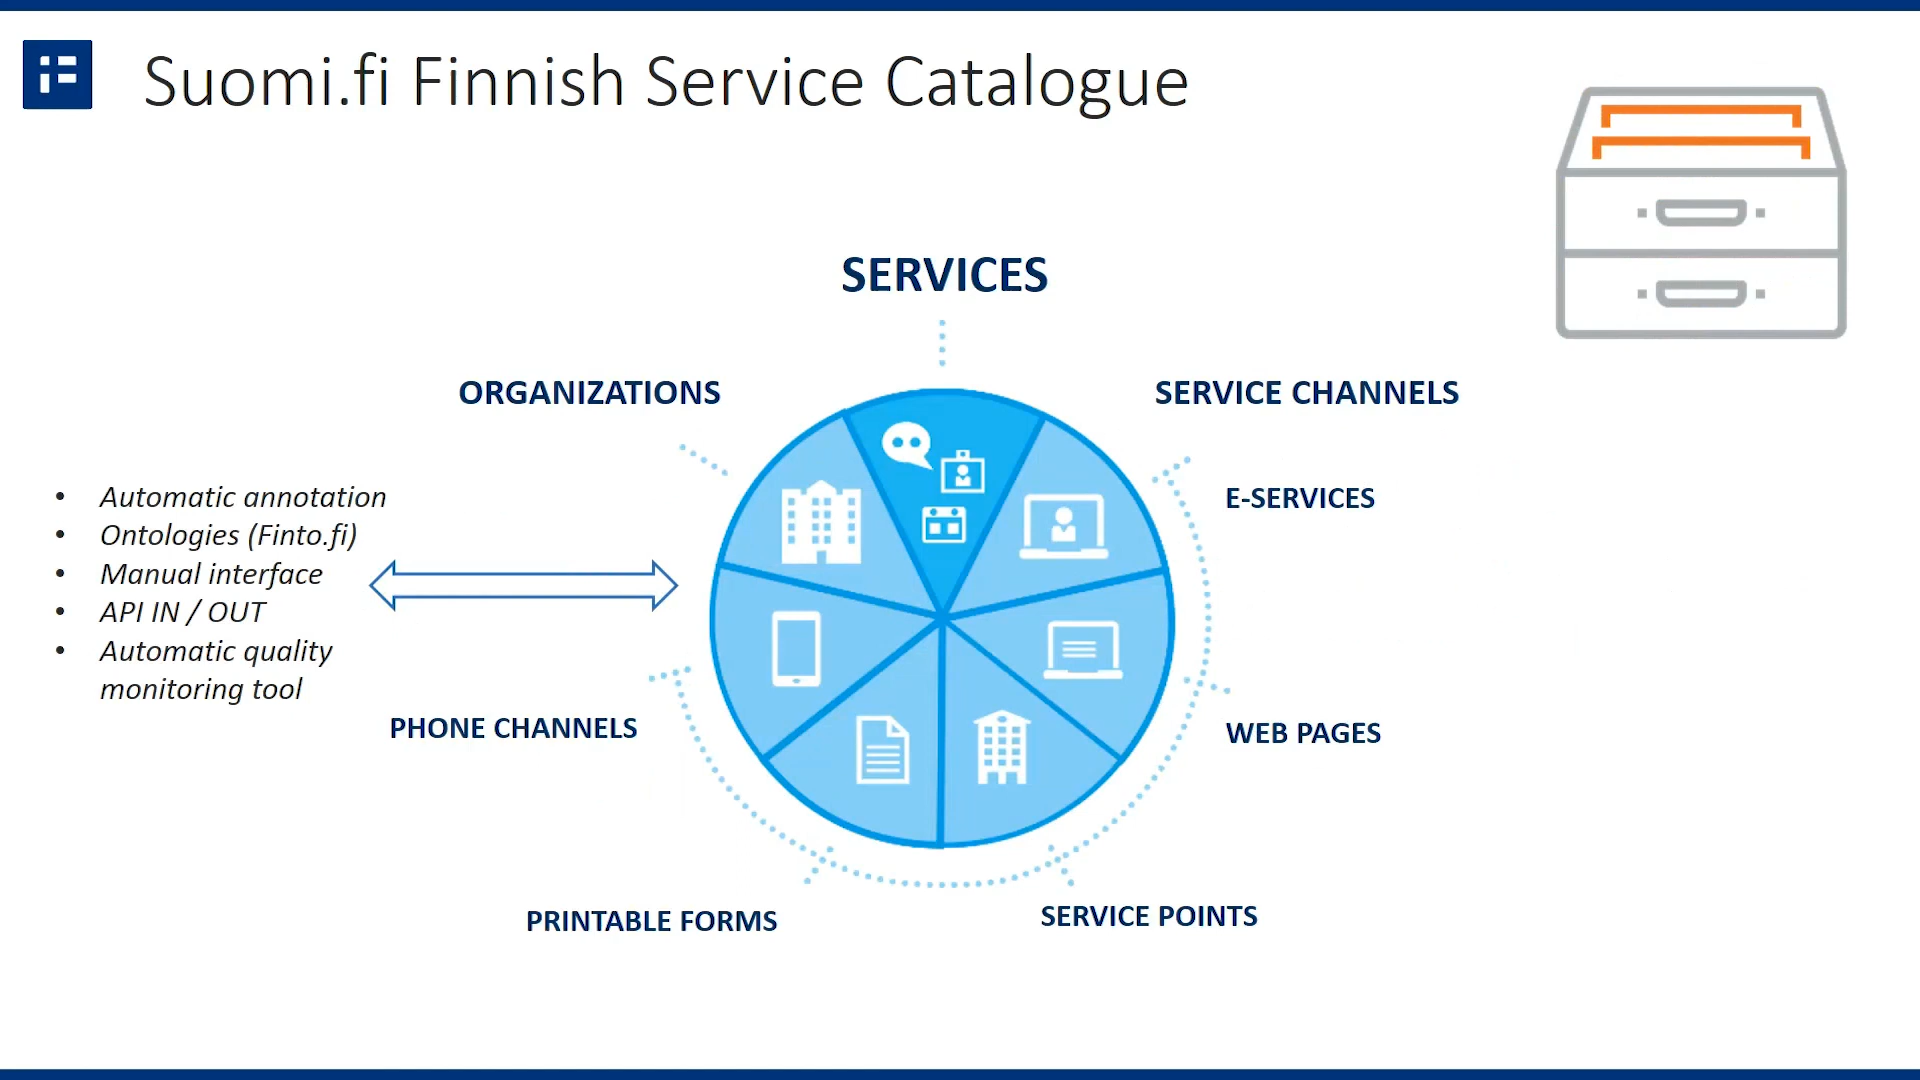 Suomi.fi Finnish Service Catalogue
SERVICES
ORGANIZATIONS
SERVICE CHANNELS
• Automatic annotation
• Ontologies (Finto.fi)
• Manual interface
• API IN / OUT
• Automatic quality
monitoring tool
E-SERVICES
PHONE CHANNELS
WEB PAGES
PRINTABLE FORMS
SERVICE POINTS